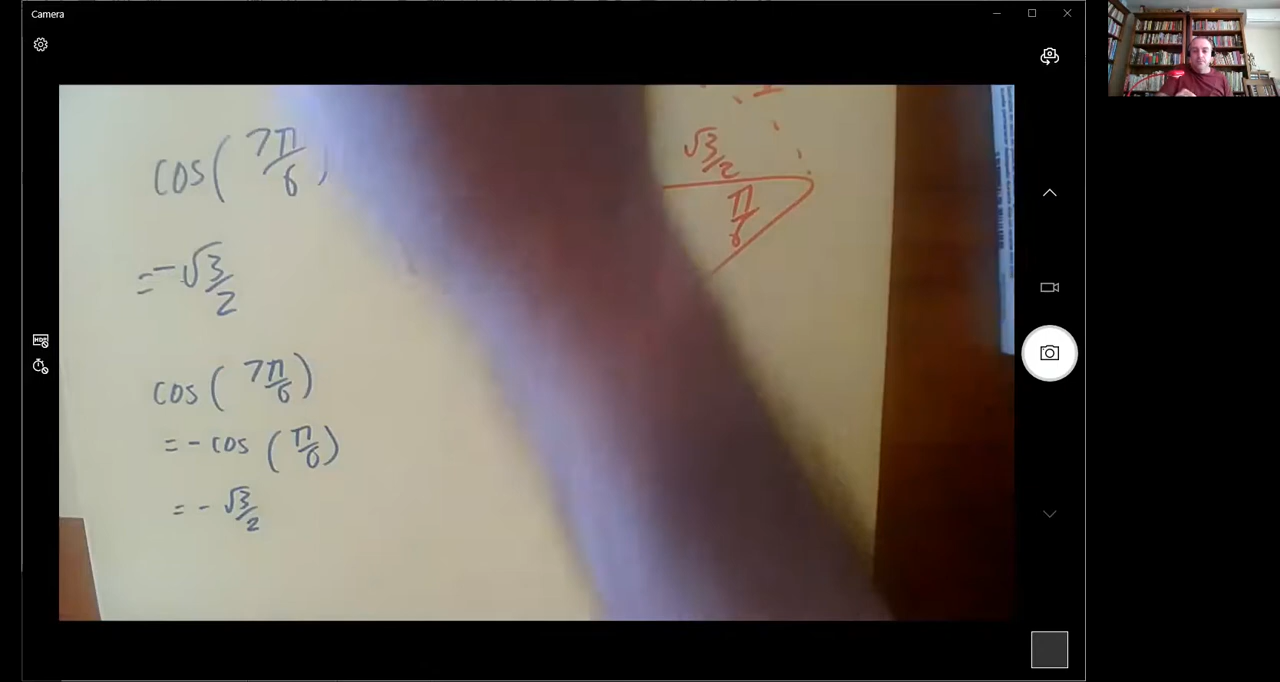 Camera
cos(7π/6)
= -√3/2
cos(7π/6)
= -cos(π/6)
= -√3/2
√3/2
π/6